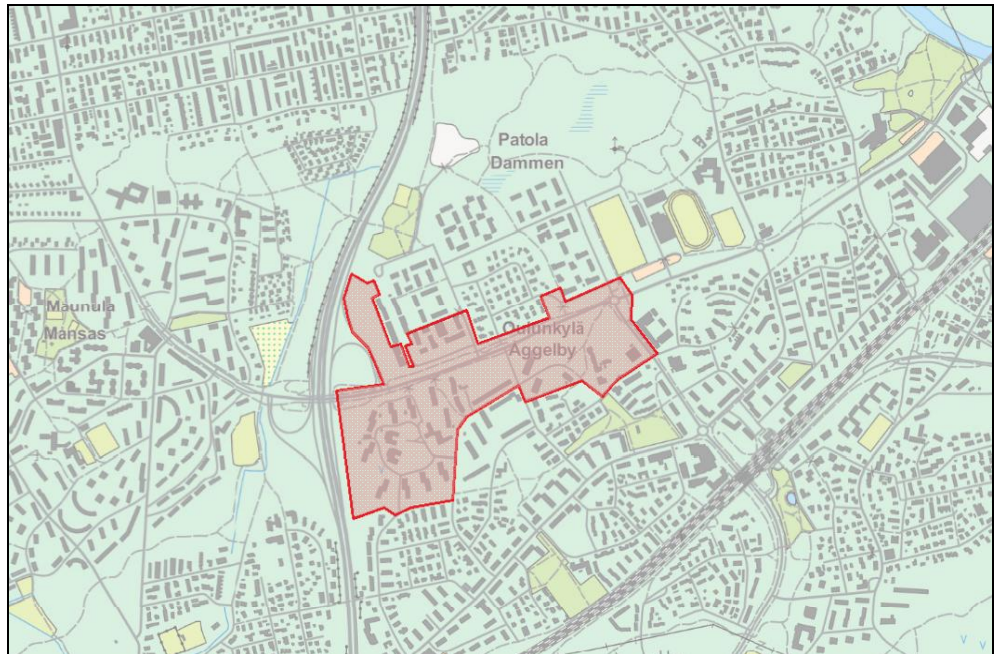 Patola
Dammen
Maunula
Månsas
Oulunkylä
Åggelby